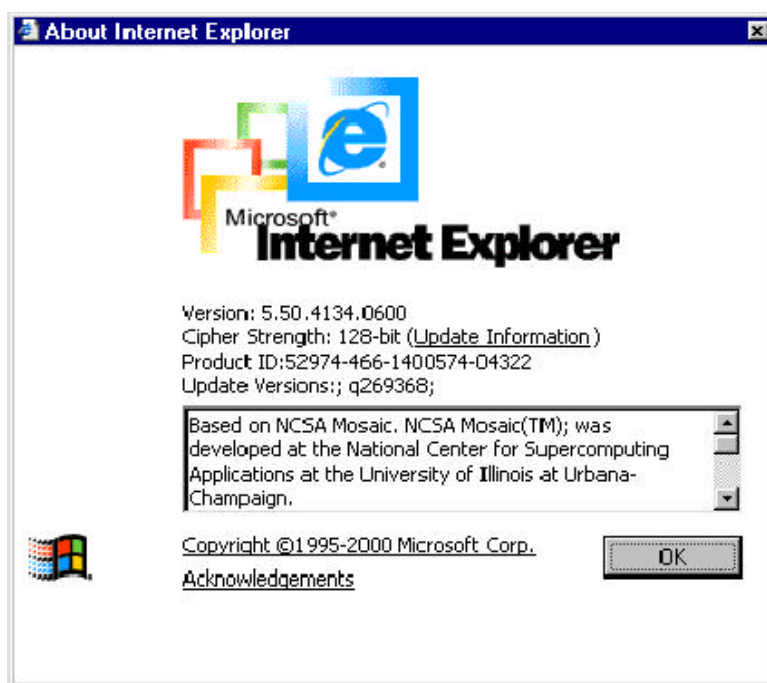 About Internet Explorer
Microsoft®
Internet Explorer
Version: 5.50.4134.0600
Cipher Strength: 128-bit (Update Information)
Product ID:52974-466-1400574-04322
Update Versions:; q269368;
Based on NCSA Mosaic. NCSA Mosaic(TM); was
developed at the National Center for Supercomputing
Applications at the University of Illinois at Urbana-
Champaign.
Copyright ©1995-2000 Microsoft Corp.
OK
Acknowledgements